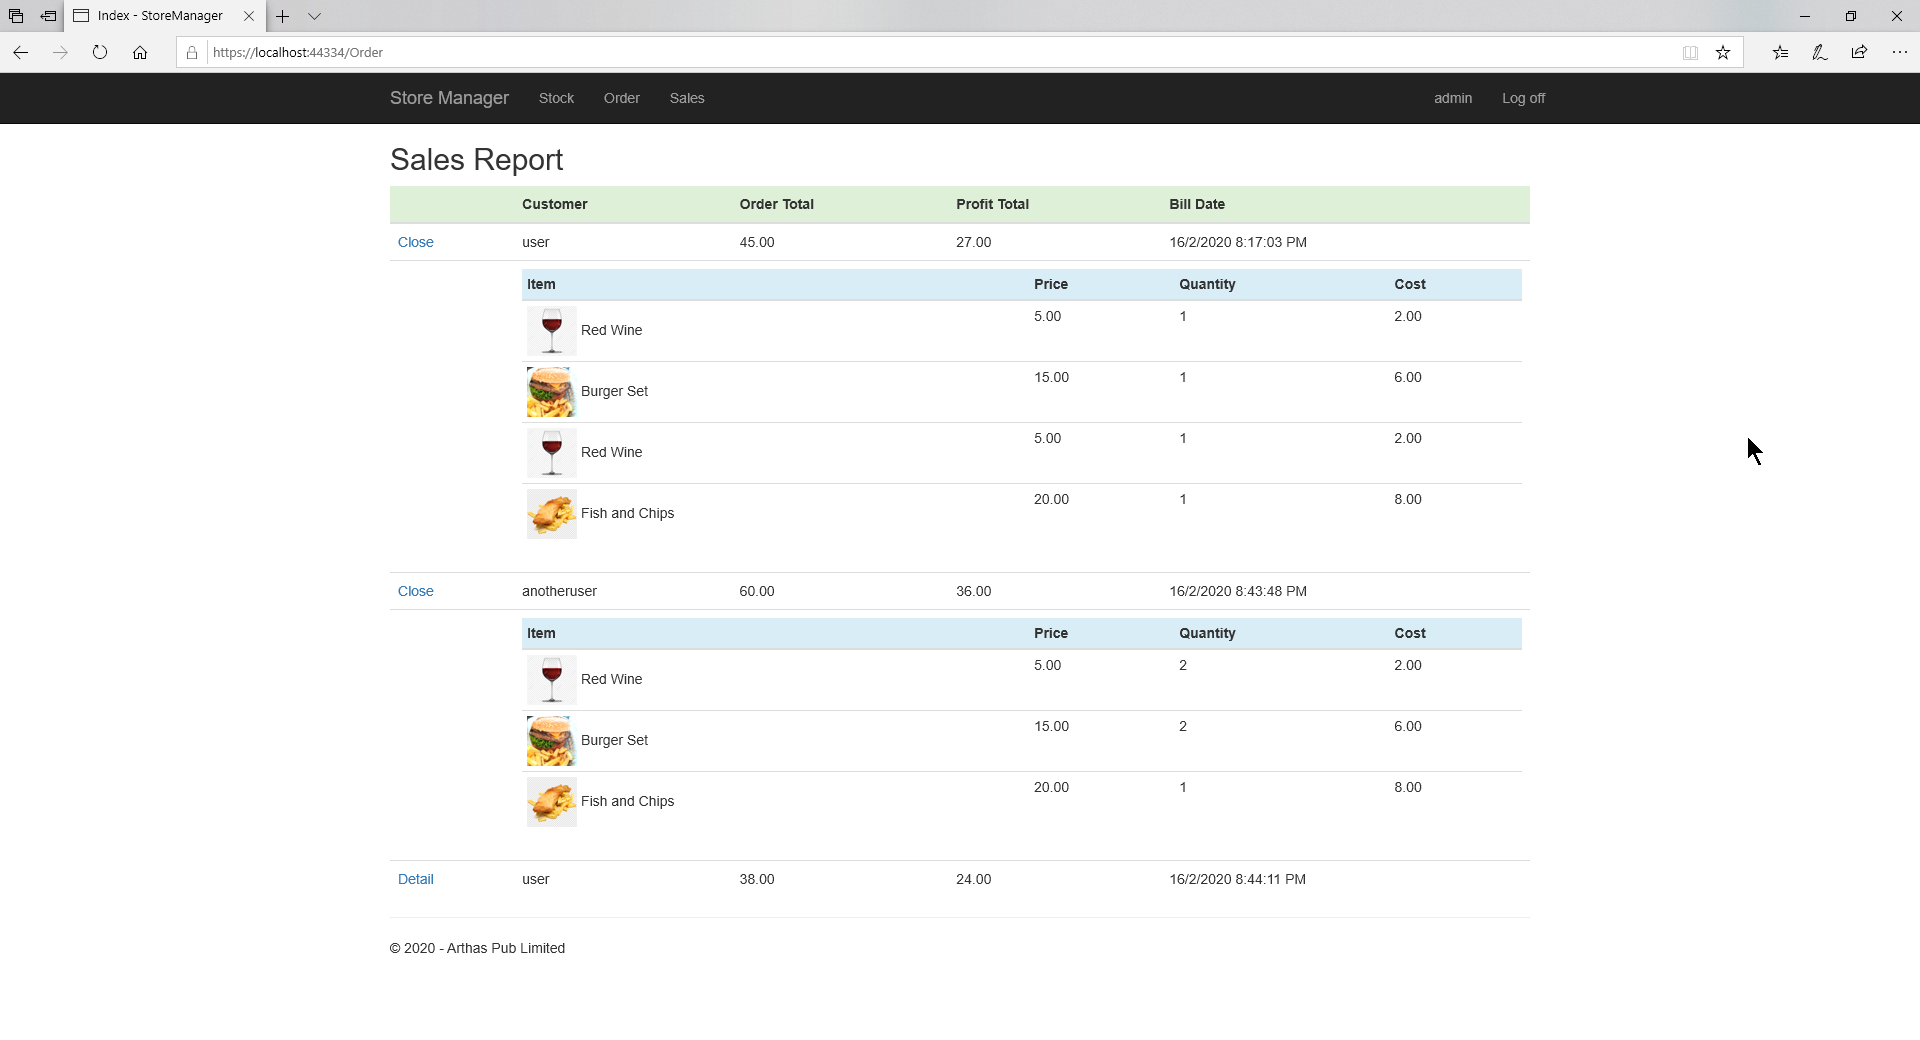 Index - StoreManager
https://localhost:44334/Order
Store Manager Stock Order Sales admin Log off
Sales Report
Customer Order Total Profit Total Bill Date
Close user 45.00 27.00 16/2/2020 8:17:03 PM
Item Price Quantity Cost
Red Wine 5.00 1 2.00
Burger Set 15.00 1 6.00
Red Wine 5.00 1 2.00
Fish and Chips 20.00 1 8.00
Close anotheruser 60.00 36.00 16/2/2020 8:43:48 PM
Item Price Quantity Cost
Red Wine 5.00 2 2.00
Burger Set 15.00 2 6.00
Fish and Chips 20.00 1 8.00
Detail user 38.00 24.00 16/2/2020 8:44:11 PM
© 2020 - Arthas Pub Limited